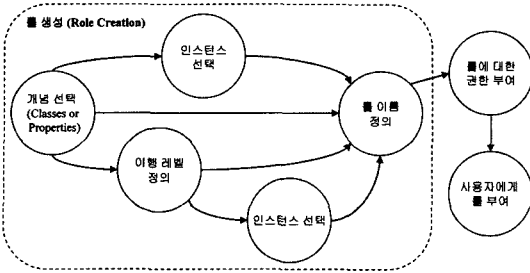 롤 생성 (Role Creation)
인스턴스
선택
개념 선택
(Classes or
Properties)
롤 이름
정의
이행 레벨
정의
인스턴스 선택
롤에 대한
권한 부여
사용자에게
롤 부여